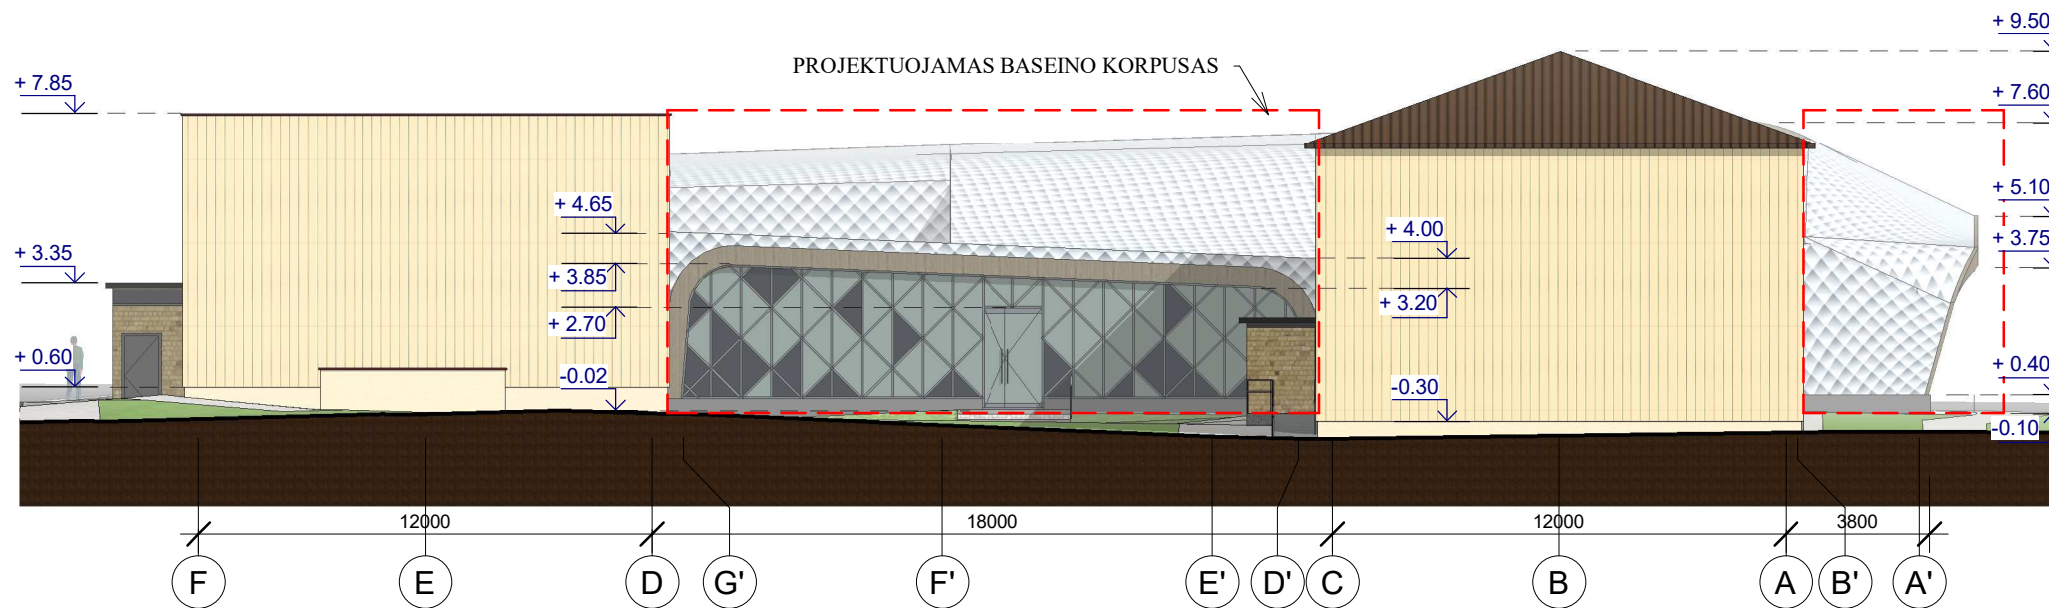 + 9.50
PROJEKTUOJAMAS BASEINO KORPUSAS
+ 7.85
+ 7.60
+ 4.65
+ 5.10
+ 4.00
+ 3.75
+ 3.35
+ 3.85
+ 3.20
+ 2.70
+ 0.60
-0.02
-0.30
+ 0.40
-0.10
12000
18000
12000
3800
F
E
D
G'
F'
E'
D'
C
B
A
B'
A'